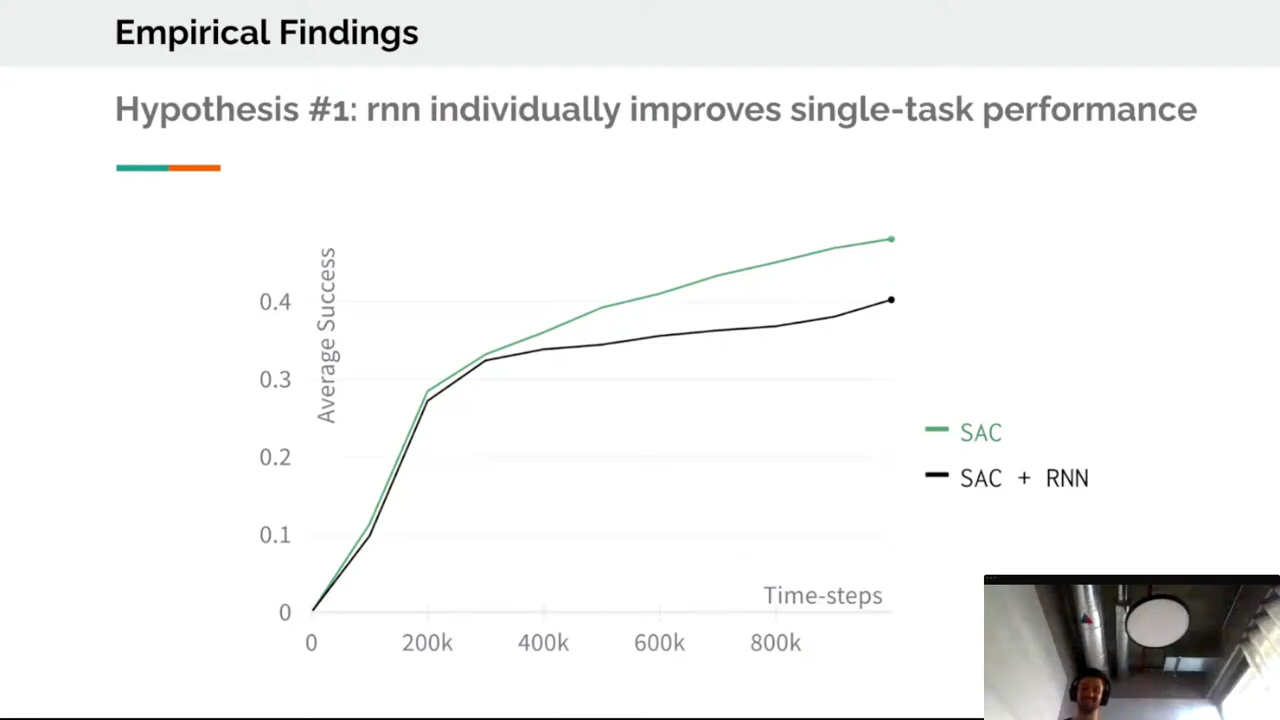 Empirical Findings
Hypothesis #1: rnn individually improves single-task performance
Average Success
0.4
0.3
0.2
0.1
0
0
200k
400k
600k
800k
Time-steps
SAC
SAC + RNN